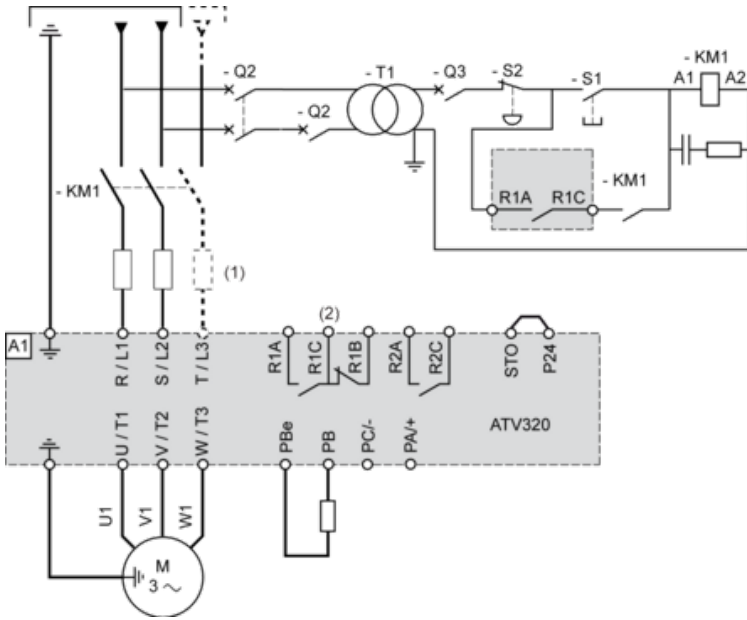 - Q2
- T1
- Q3
- S2
- S1
- KM1
A1
A2
- Q2
- KM1
- KM1
R1A
R1C
(1)
(2)
A1
R / L1
S / L2
T / L3
R1A
R1C
R1B
R2A
R2C
STO
P24
ATV320
U / T1
V / T2
W / T3
PBe
PB
PC/-
PA/+
U1
V1
W1
M
3 ~